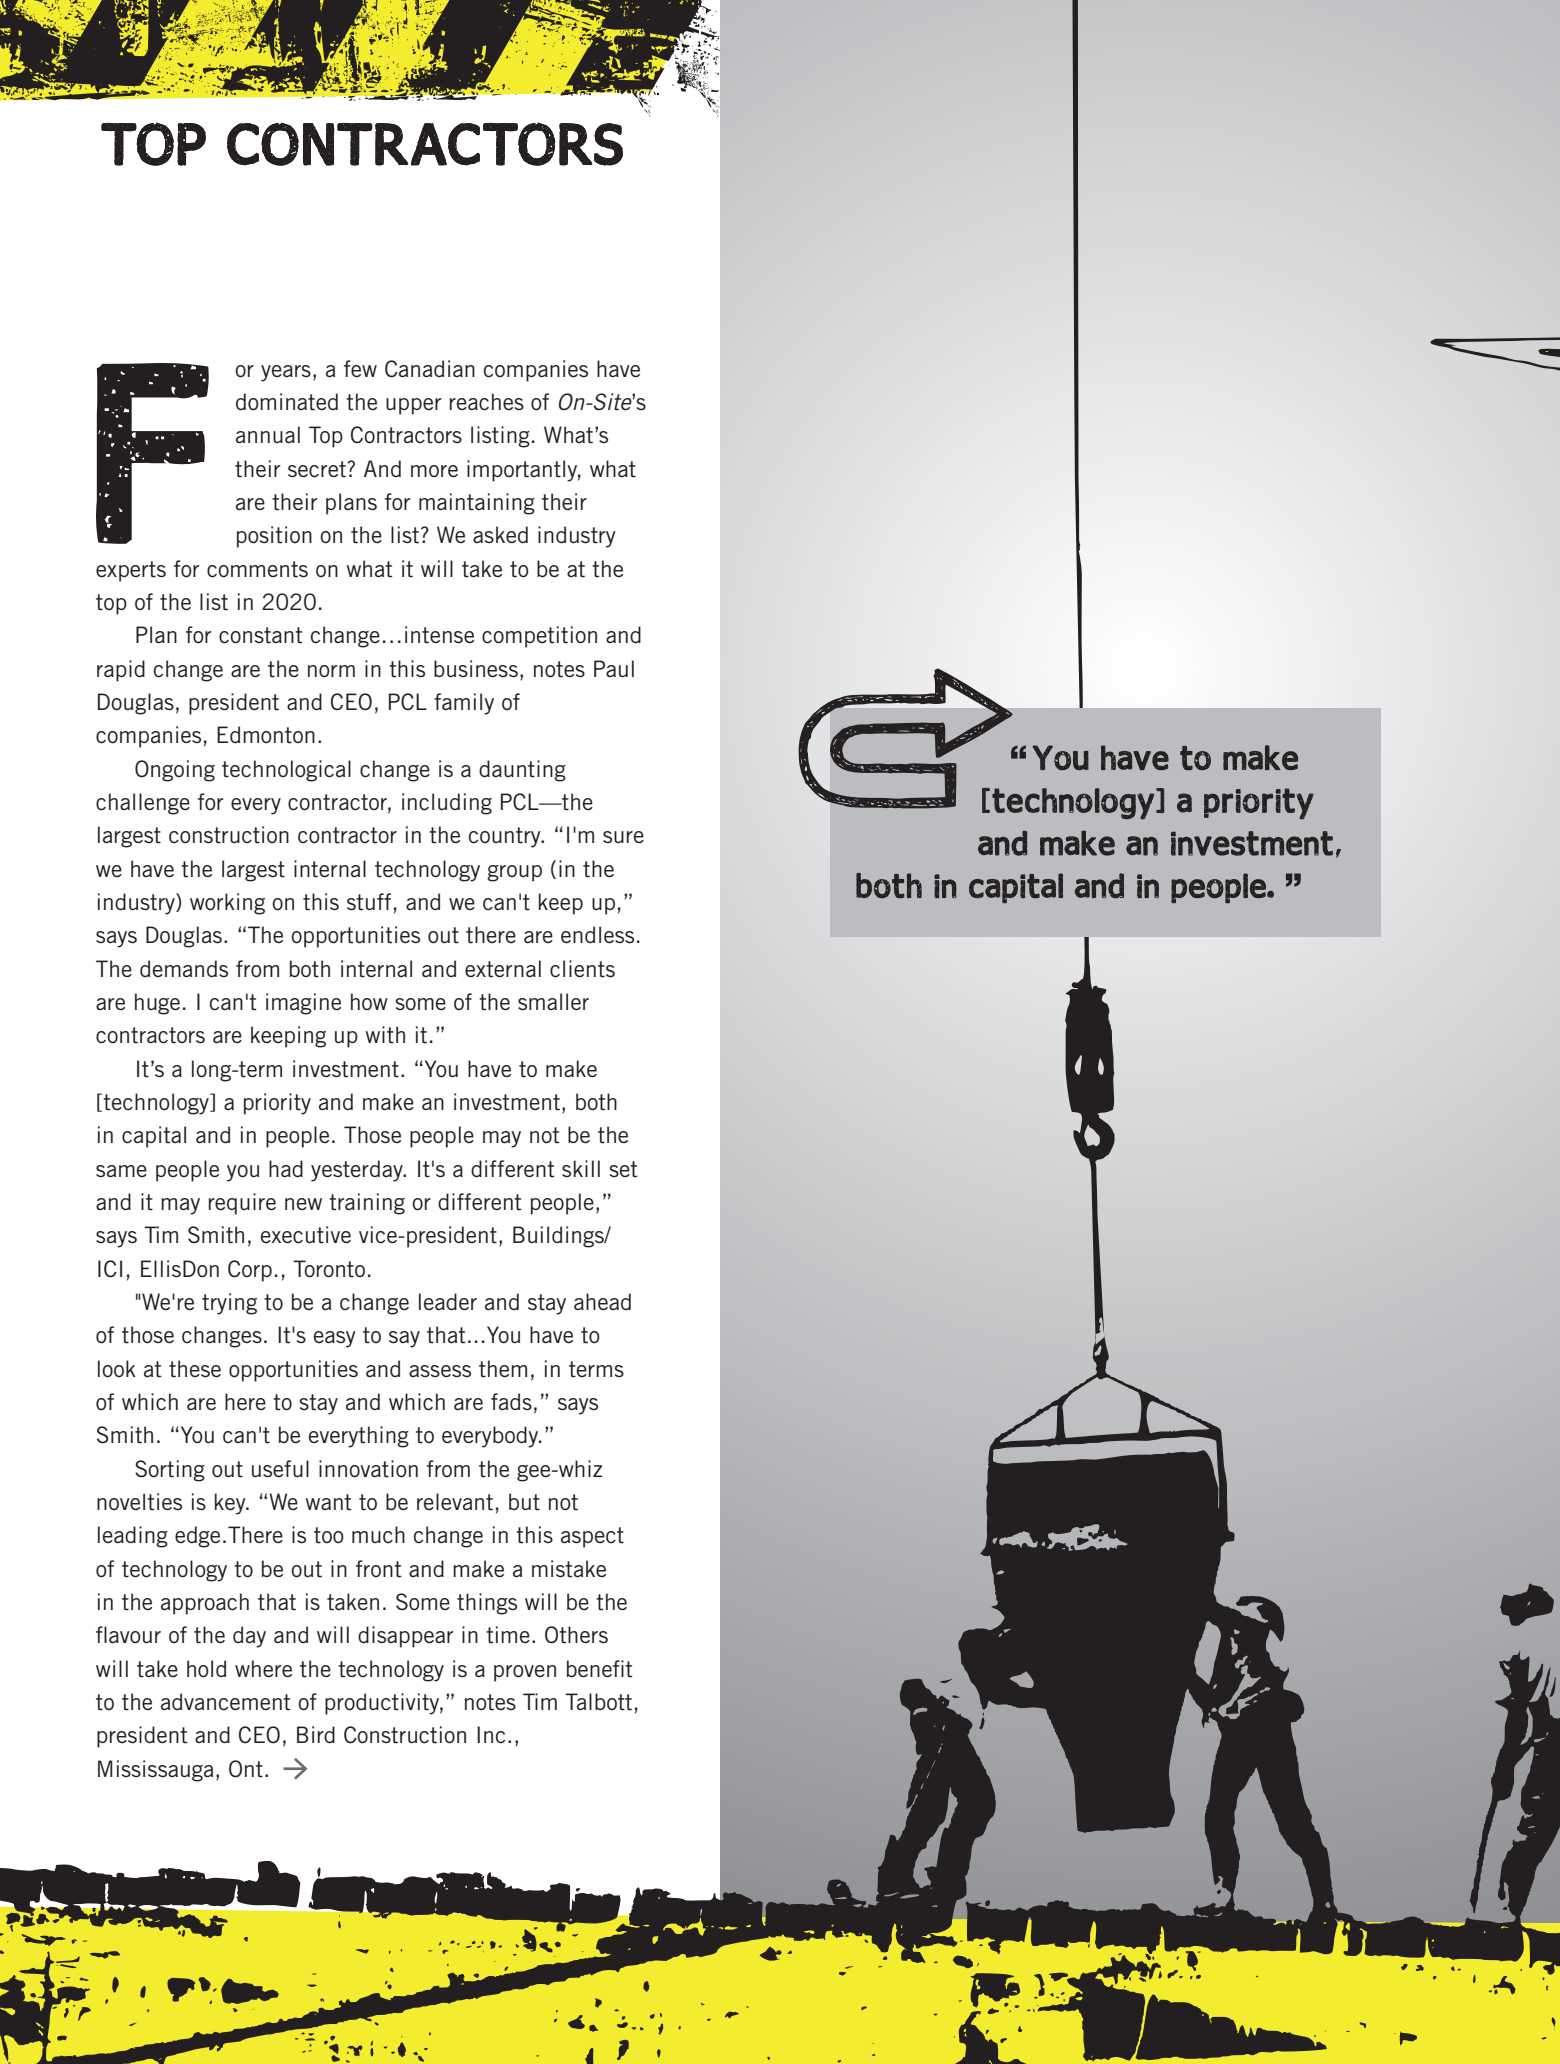 TOP CONTRACTORS
For years, a few Canadian companies have
dominated the upper reaches of On-Site’s
annual Top Contractors listing. What’s
their secret? And more importantly, what
are their plans for maintaining their
position on the list? We asked industry
experts for comments on what it will take to be at the
top of the list in 2020.
Plan for constant change…intense competition and
rapid change are the norm in this business, notes Paul
Douglas, president and CEO, PCL family of
companies, Edmonton.
Ongoing technological change is a daunting
challenge for every contractor, including PCL—the
largest construction contractor in the country. “I'm sure
we have the largest internal technology group (in the
industry) working on this stuff, and we can't keep up,”
says Douglas. “The opportunities out there are endless.
The demands from both internal and external clients
are huge. I can't imagine how some of the smaller
contractors are keeping up with it.”
It’s a long-term investment. “You have to make
[technology] a priority and make an investment, both
in capital and in people. Those people may not be the
same people you had yesterday. It's a different skill set
and it may require new training or different people,”
says Tim Smith, executive vice-president, Buildings/
ICI, EllisDon Corp., Toronto.
"We're trying to be a change leader and stay ahead
of those changes. It's easy to say that...You have to
look at these opportunities and assess them, in terms
of which are here to stay and which are fads,” says
Smith. “You can't be everything to everybody.”
Sorting out useful innovation from the gee-whiz
novelties is key. “We want to be relevant, but not
leading edge.There is too much change in this aspect
of technology to be out in front and make a mistake
in the approach that is taken. Some things will be the
flavour of the day and will disappear in time. Others
will take hold where the technology is a proven benefit
to the advancement of productivity,” notes Tim Talbott,
president and CEO, Bird Construction Inc.,
Mississauga, Ont. →
“You have to make
[technology] a priority
and make an investment,
both in capital and in people.”